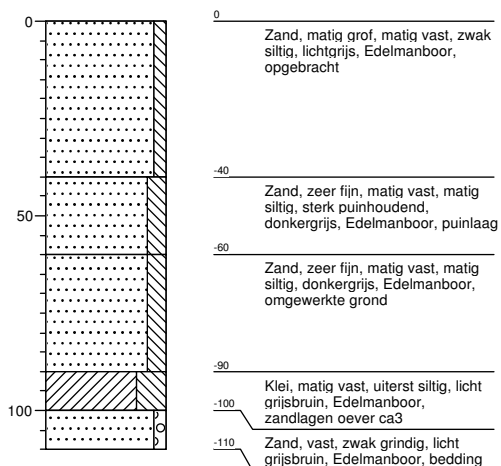 0
0
Zand, matig grof, matig vast, zwak
siltig, lichtgrijs, Edelmanboor,
opgebracht
-40
Zand, zeer fijn, matig vast, matig
siltig, sterk puinhoudend,
donkergrijs, Edelmanboor, puinlaag
50
-60
Zand, zeer fijn, matig vast, matig
siltig, donkergrijs, Edelmanboor,
omgewerkte grond
-90
Klei, matig vast, uiterst siltig, licht
grijsbruin, Edelmanboor,
zandlagen oever ca3
100
-100
-110
Zand, vast, zwak grindig, licht
grijsbruin, Edelmanboor, bedding